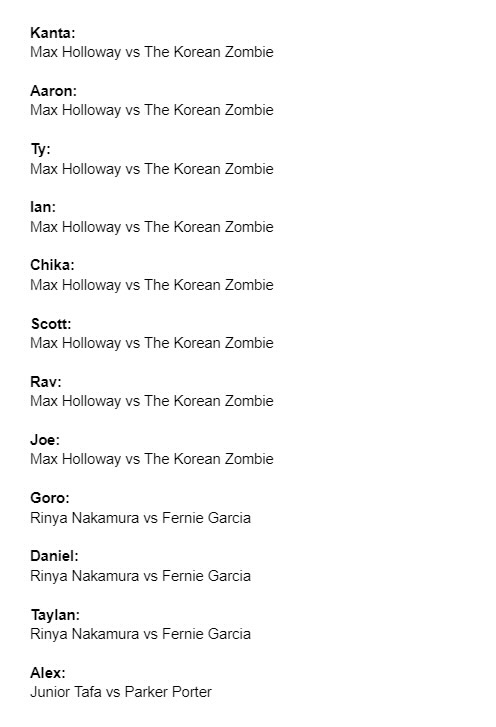 Kanta:
Max Holloway vs The Korean Zombie
Aaron:
Max Holloway vs The Korean Zombie
Ty:
Max Holloway vs The Korean Zombie
Ian:
Max Holloway vs The Korean Zombie
Chika:
Max Holloway vs The Korean Zombie
Scott:
Max Holloway vs The Korean Zombie
Rav:
Max Holloway vs The Korean Zombie
Joe:
Max Holloway vs The Korean Zombie
Goro:
Rinya Nakamura vs Fernie Garcia
Daniel:
Rinya Nakamura vs Fernie Garcia
Taylan:
Rinya Nakamura vs Fernie Garcia
Alex:
Junior Tafa vs Parker Porter